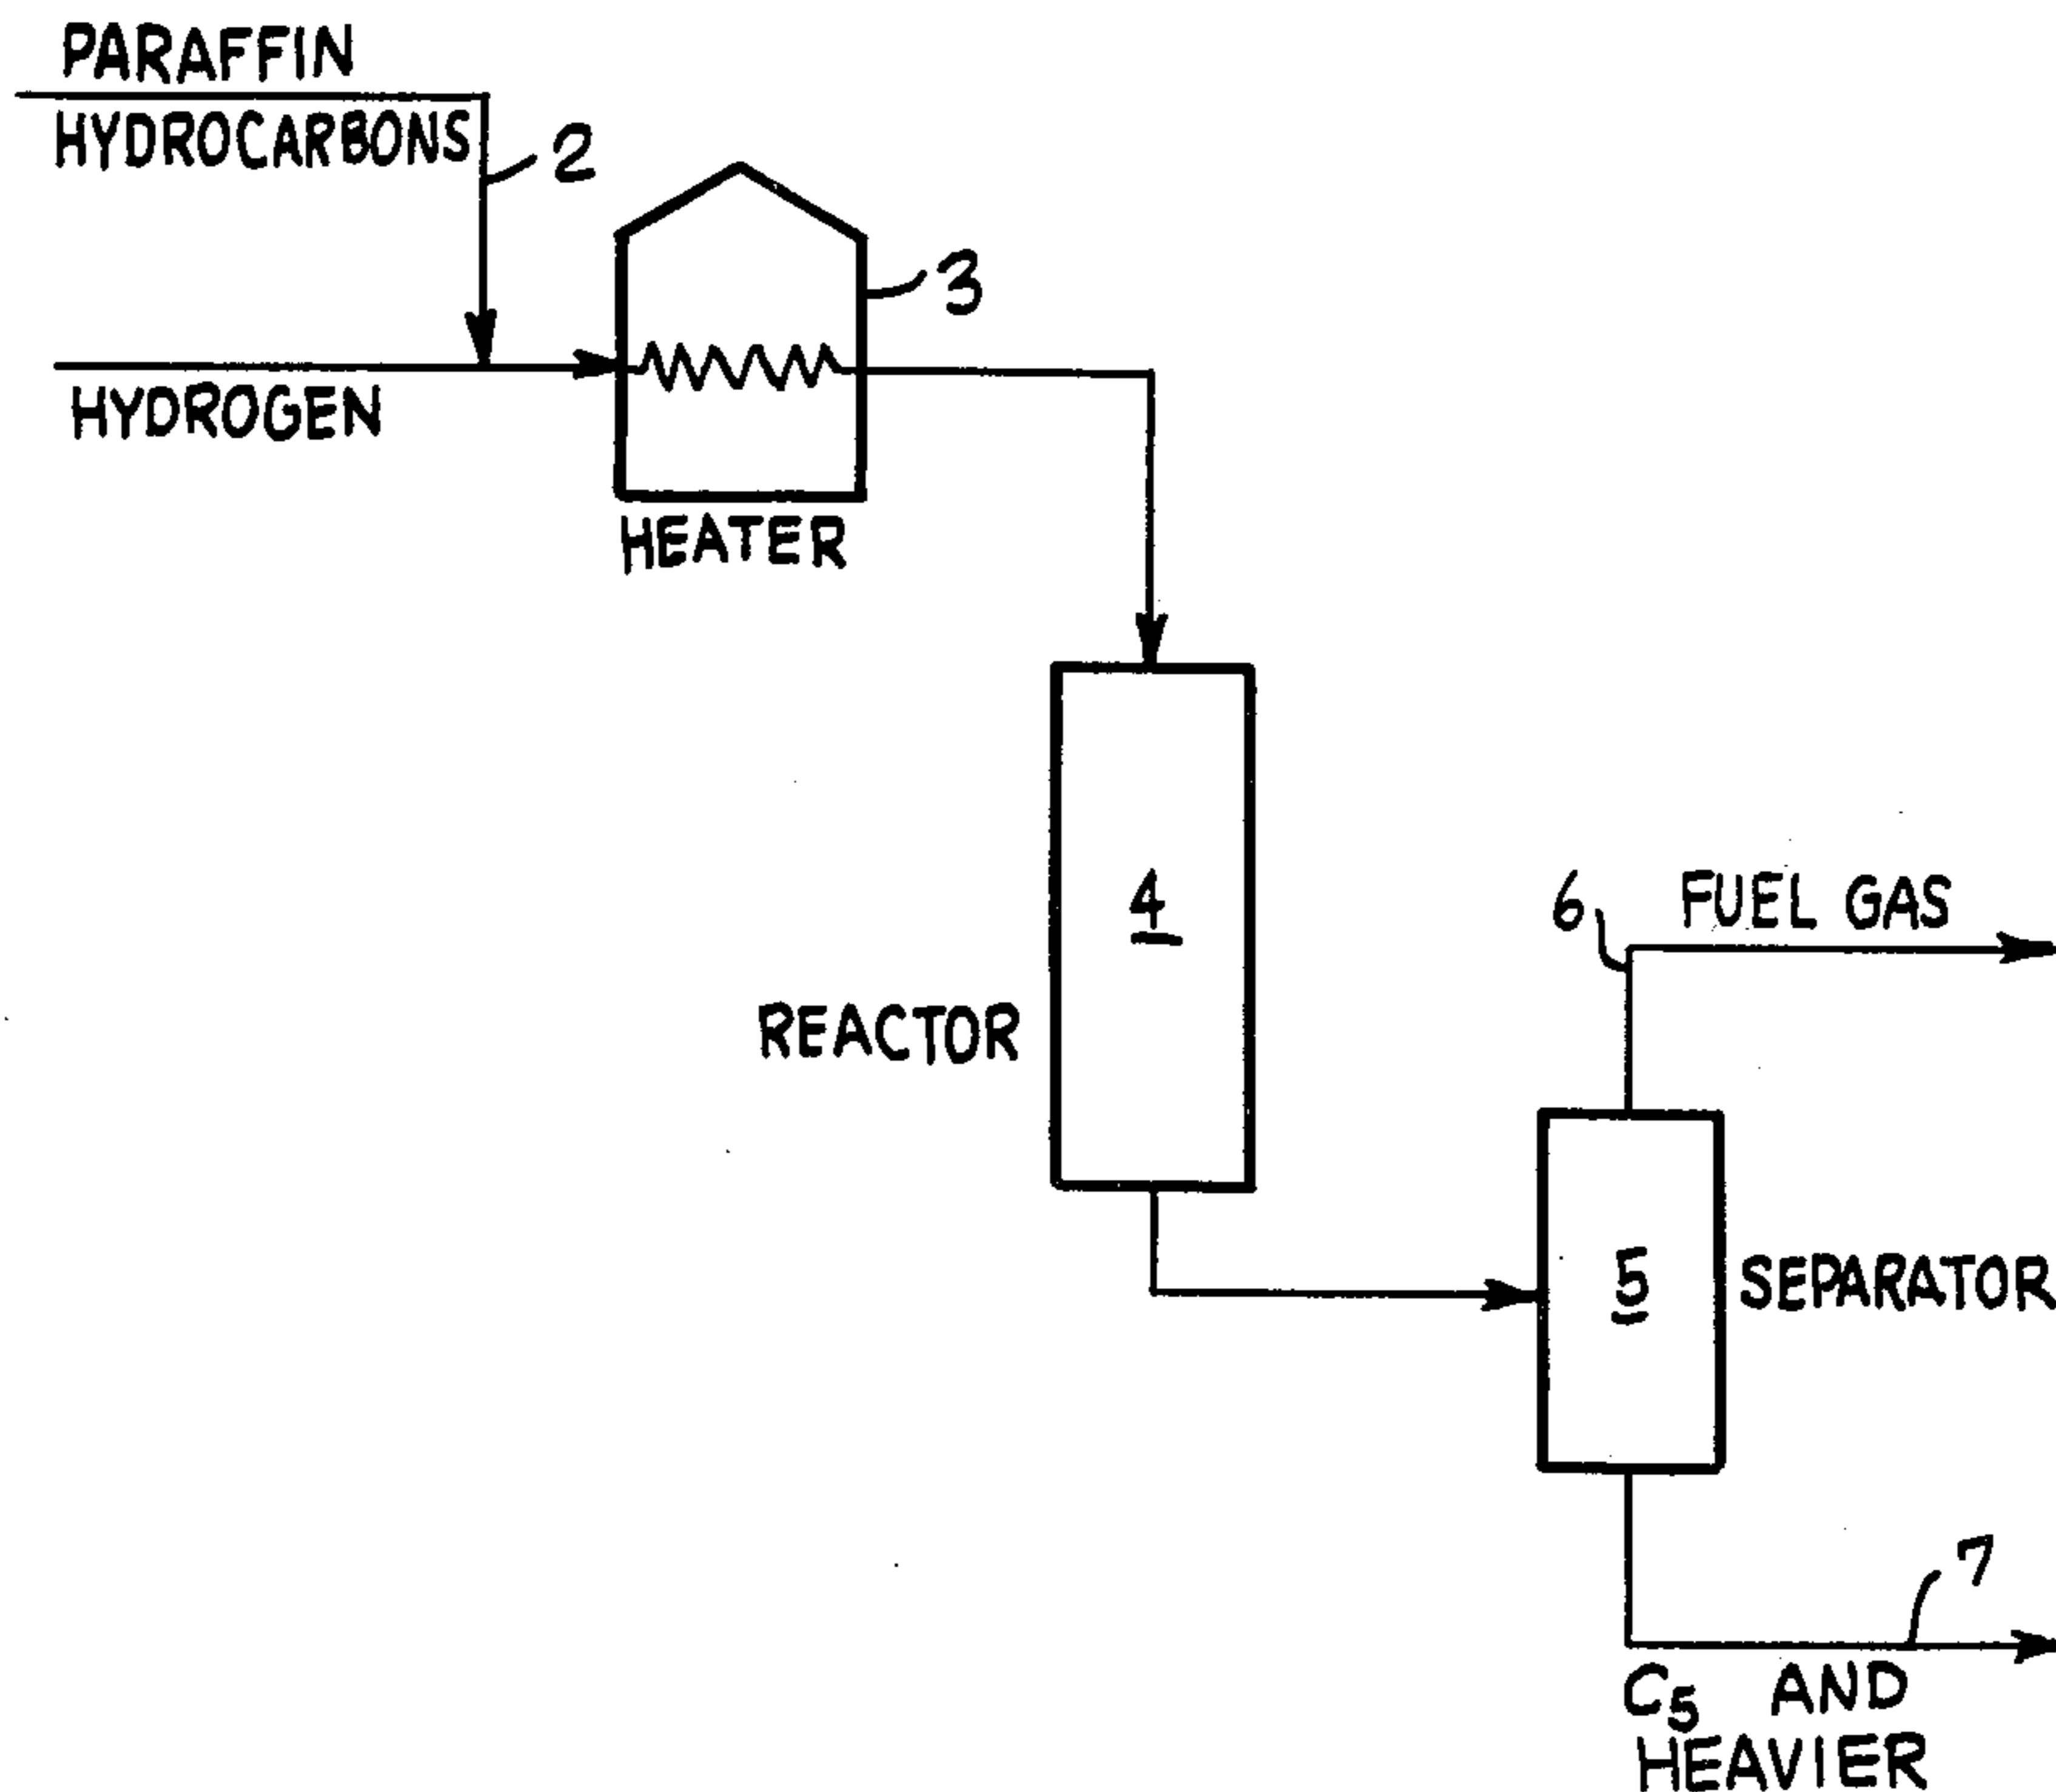 PARAFFIN
HYDROCARBONS
2
3
HYDROGEN
HEATER
4
REACTOR
6
FUEL GAS
5
SEPARATOR
7
C5 AND
HEAVIER